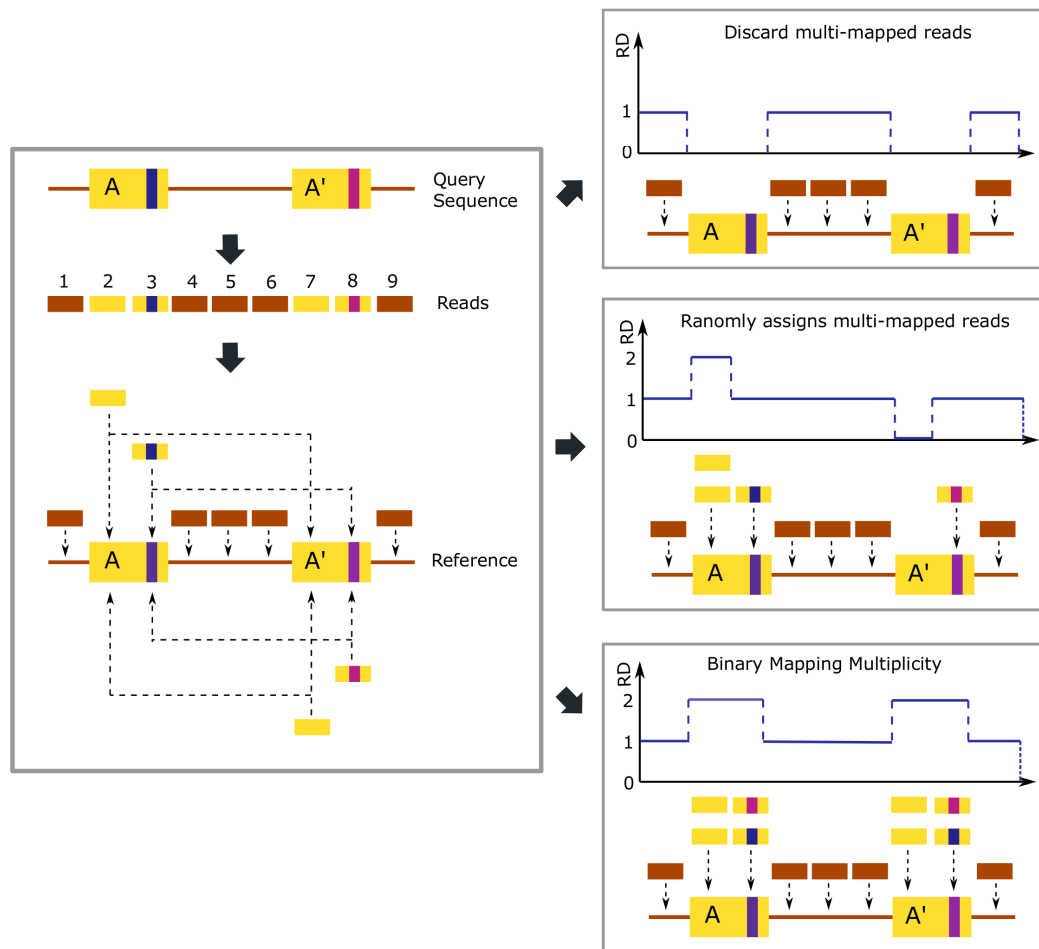 A
A'
Query
Sequence
1 2 3 4 5 6 7 8 9
Reads
A
A'
Reference
Discard multi-mapped reads
RD
1
0
A
A'
Ranomly assigns multi-mapped reads
RD
2
1
0
A
A'
Binary Mapping Multiplicity
RD
2
1
0
A
A'